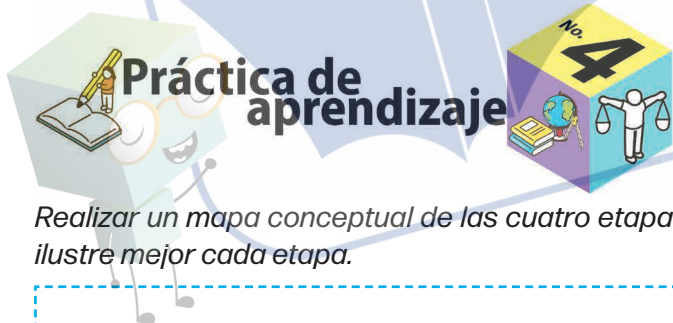 No.
4
Práctica de
aprendizaje
Realizar un mapa conceptual de las cuatro etapa
ilustre mejor cada etapa.